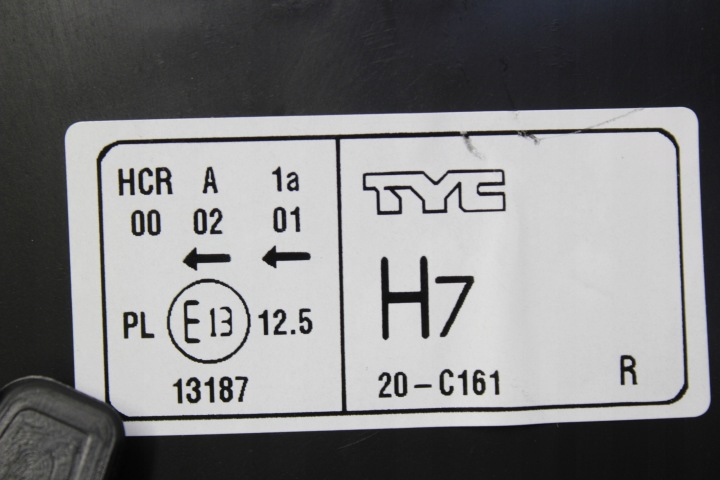 HCR A 1a
00 02 01
← ←
PL E13 12.5
13187
TYC
H7
20-C161 R